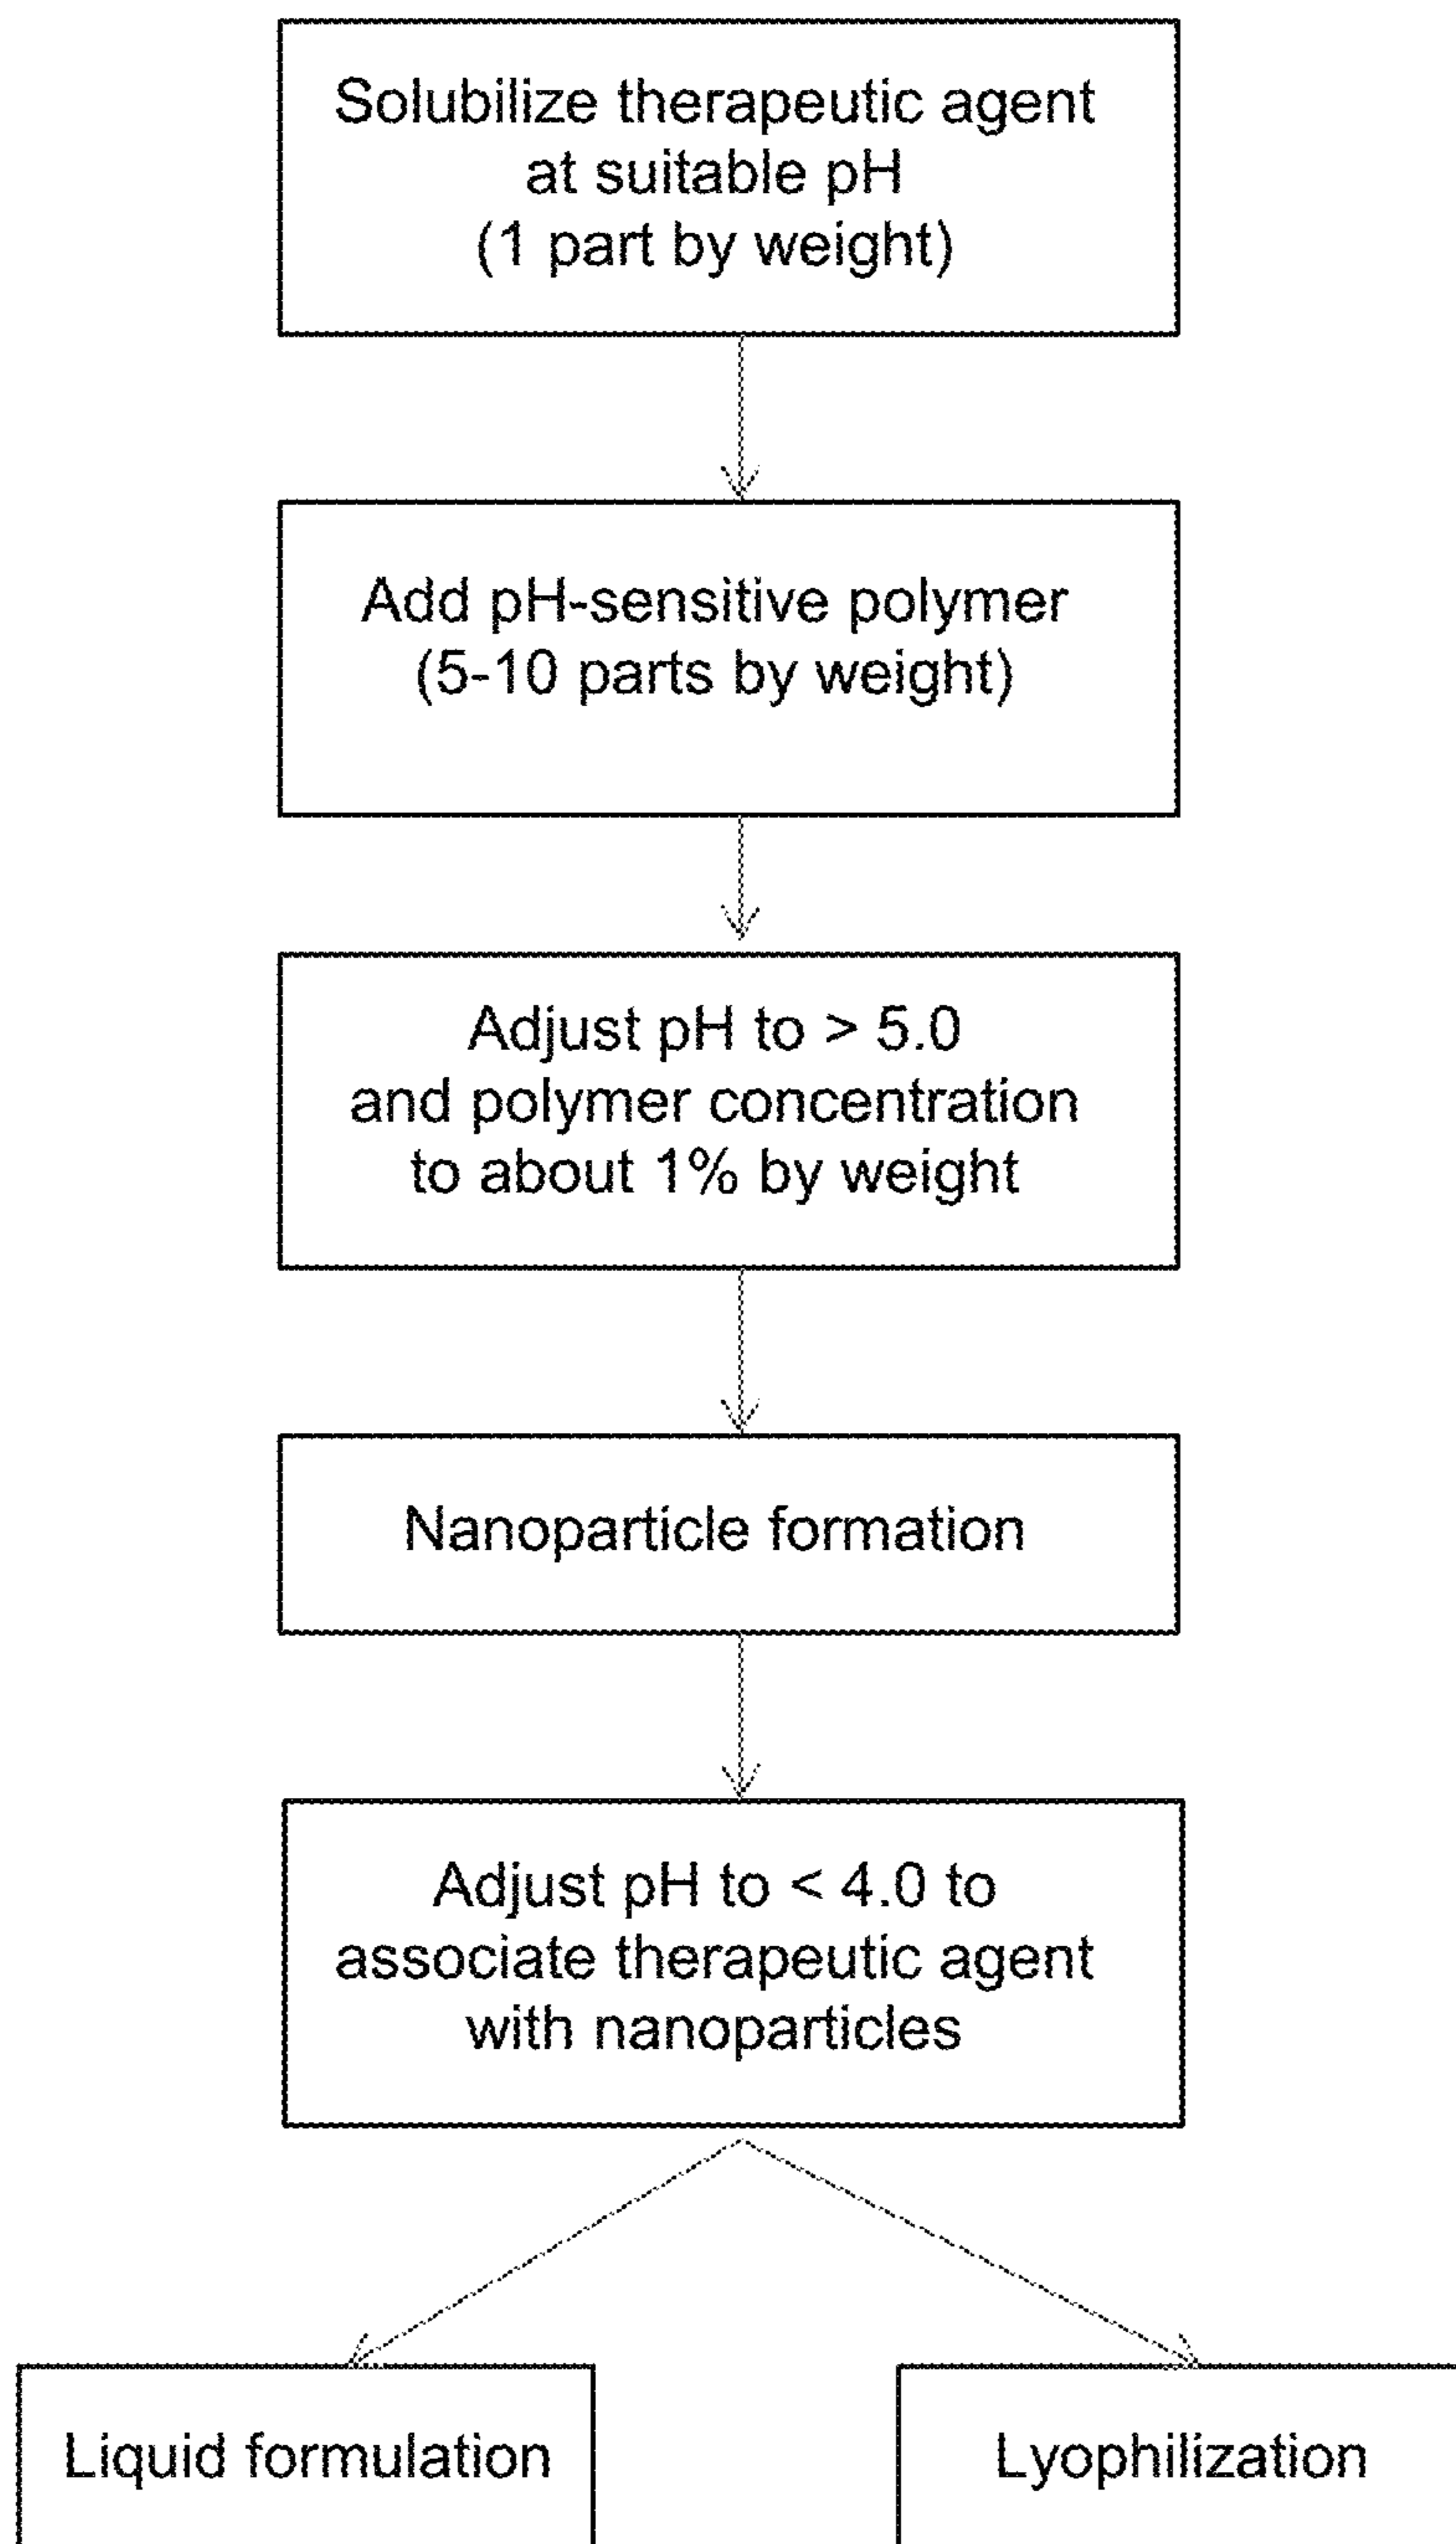 Solubilize therapeutic agent
at suitable pH
(1 part by weight)
Add pH-sensitive polymer
(5-10 parts by weight)
Adjust pH to > 5.0
and polymer concentration
to about 1% by weight
Nanoparticle formation
Adjust pH to < 4.0 to
associate therapeutic agent
with nanoparticles
Liquid formulation
Lyophilization